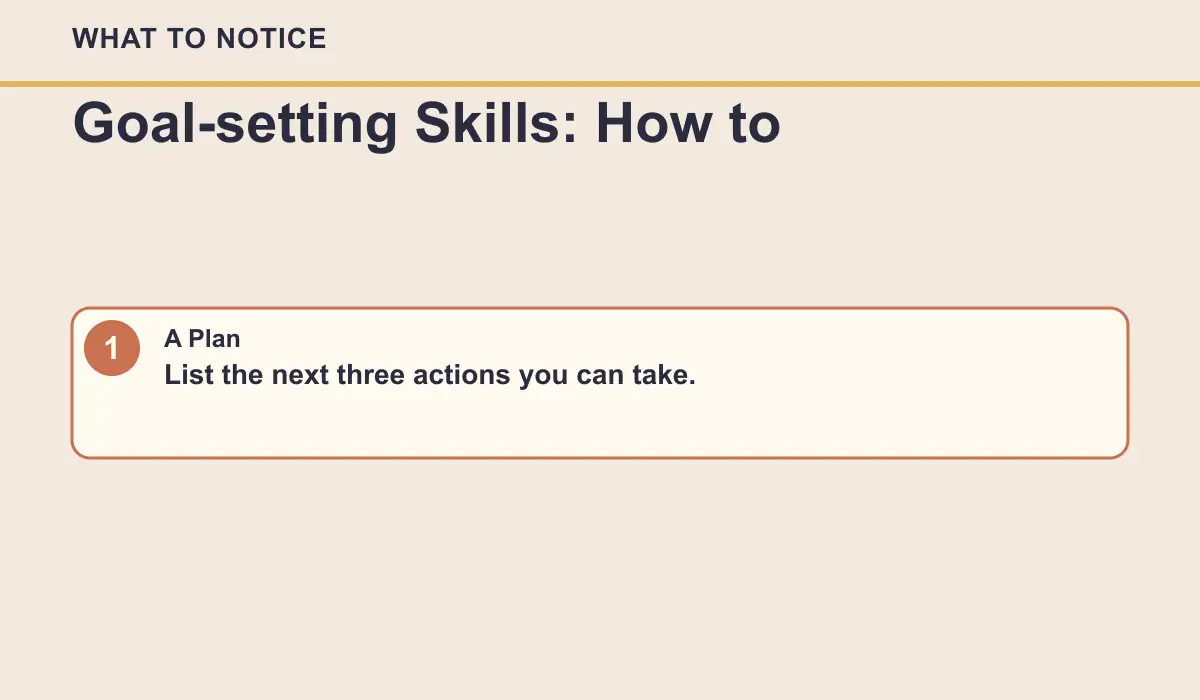 WHAT TO NOTICE
Goal-setting Skills: How to
1
A Plan
List the next three actions you can take.